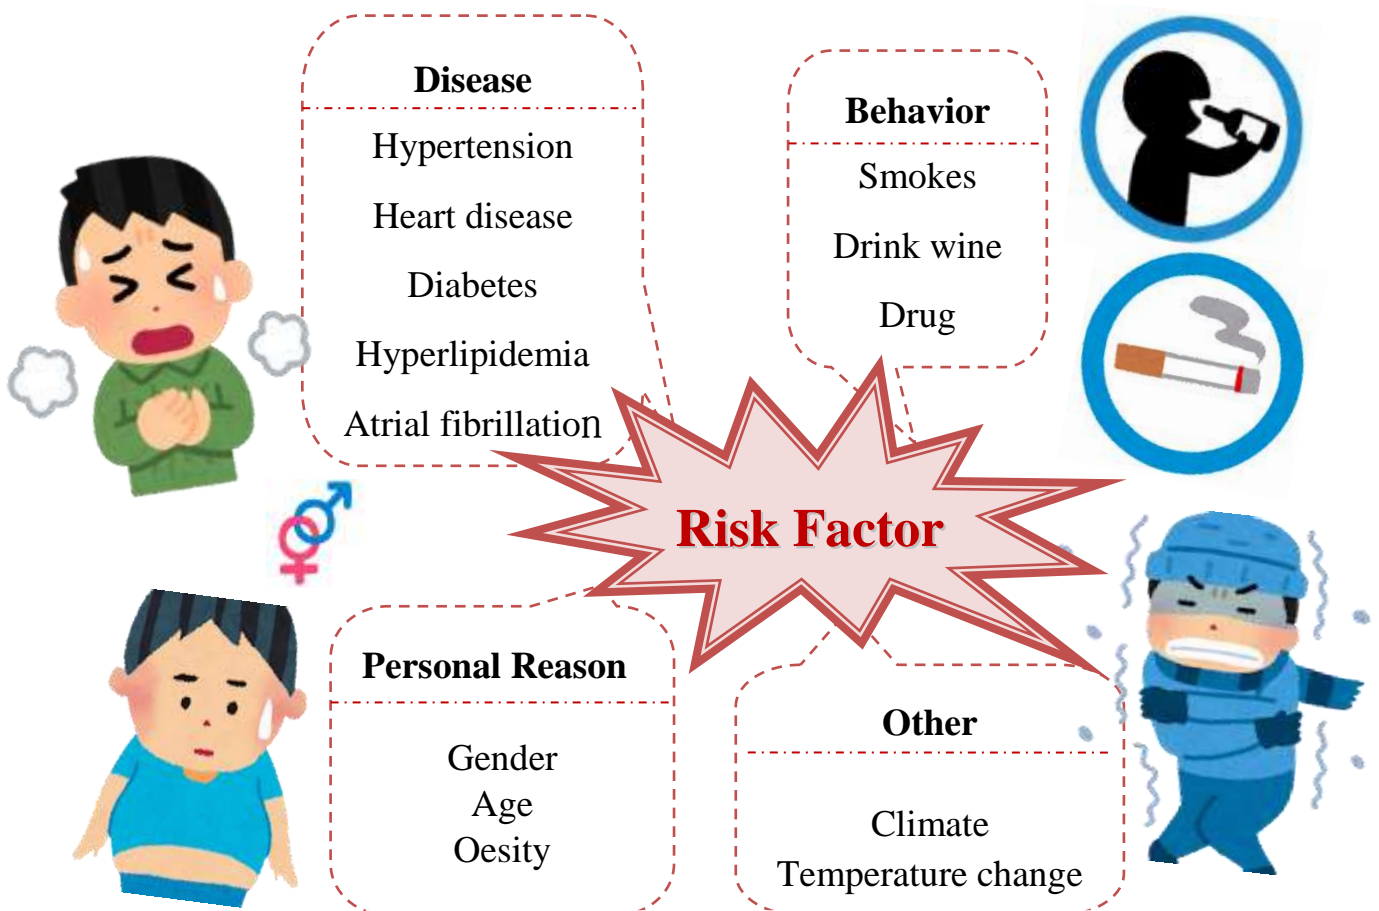 Disease
Hypertension
Heart disease
Diabetes
Hyperlipidemia
Atrial fibrillation
Behavior
Smokes
Drink wine
Drug
Risk Factor
Personal Reason
Gender
Age
Oesity
Other
Climate
Temperature change